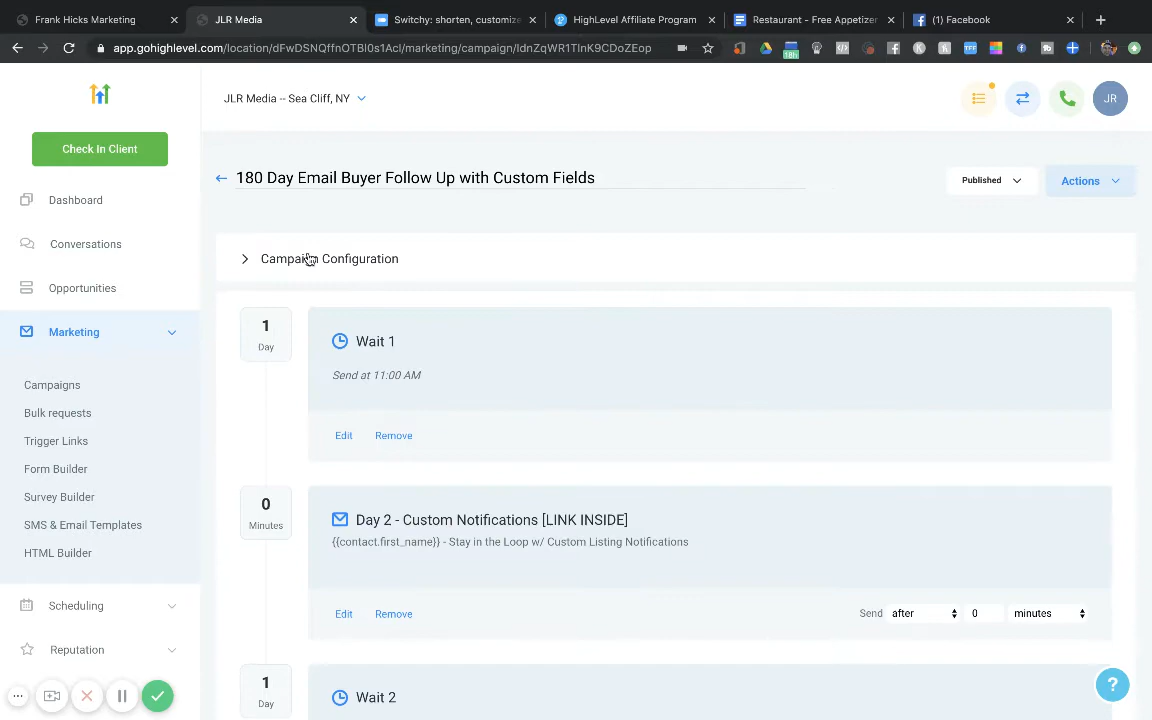 Frank Hicks Marketing
JLR Media
Switchy: shorten, customize
HighLevel Affiliate Program
Restaurant - Free Appetizer
(1) Facebook
app.gohighlevel.com/location/dFwDSNQffnOTBI0s1Acl/marketing/campaign/ldnZqWR1TlnK9CDoZEop
18h
TFF
JLR Media -- Sea Cliff, NY
JR
Check In Client
Dashboard
Conversations
Opportunities
Marketing
Campaigns
Bulk requests
Trigger Links
Form Builder
Survey Builder
SMS & Email Templates
HTML Builder
Scheduling
Reputation
180 Day Email Buyer Follow Up with Custom Fields
Published
Actions
Campaign Configuration
1
Day
Wait 1
Send at 11:00 AM
Edit Remove
0
Minutes
Day 2 - Custom Notifications [LINK INSIDE]
{{contact.first_name}} - Stay in the Loop w/ Custom Listing Notifications
Edit Remove
Send after 0 minutes
1
Day
Wait 2
?